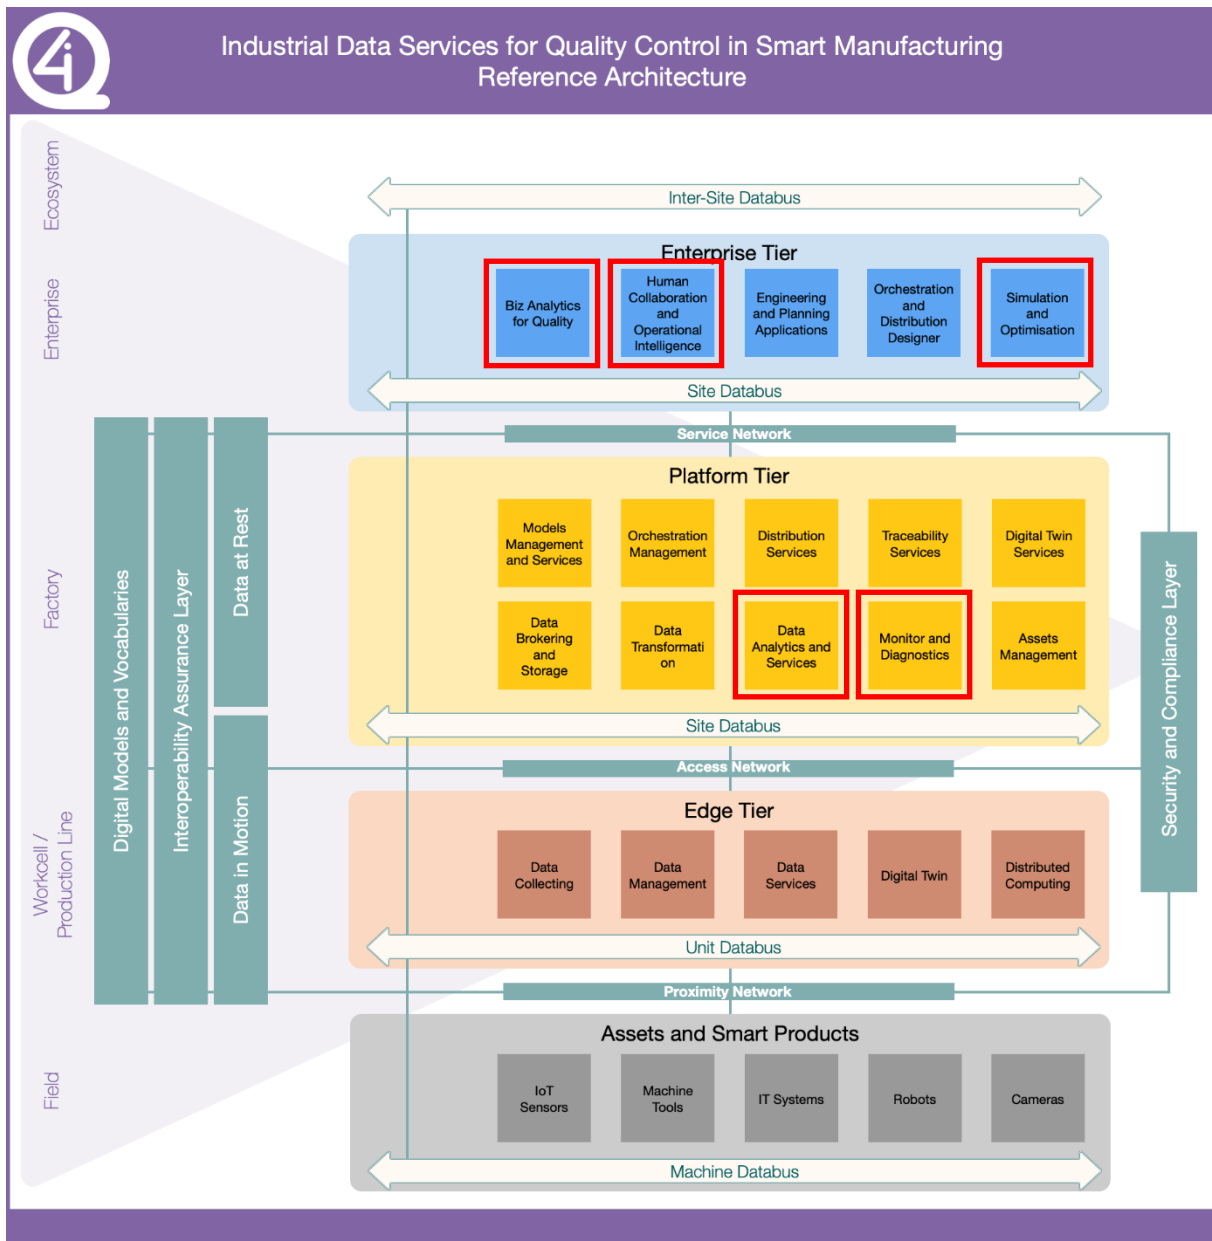 4i
Industrial Data Services for Quality Control in Smart Manufacturing
Reference Architecture
Ecosystem
Inter-Site Databus
Enterprise
Enterprise Tier
Biz Analytics
for Quality
Human
Collaboration
and
Operational
Intelligence
Engineering
and Planning
Applications
Orchestration
and
Distribution
Designer
Simulation
and
Optimisation
Site Databus
Service Network
Digital Models and Vocabularies
Interoperability Assurance Layer
Data at Rest
Data in Motion
Security and Compliance Layer
Factory
Platform Tier
Models
Management
and Services
Orchestration
Management
Distribution
Services
Traceability
Services
Digital Twin
Services
Data
Brokering
and
Storage
Data
Transformati
on
Data
Analytics and
Services
Monitor and
Diagnostics
Assets
Management
Site Databus
Access Network
Workcell /
Production Line
Edge Tier
Data
Collecting
Data
Management
Data
Services
Digital Twin
Distributed
Computing
Unit Databus
Proximity Network
Field
Assets and Smart Products
IoT
Sensors
Machine
Tools
IT Systems
Robots
Cameras
Machine Databus